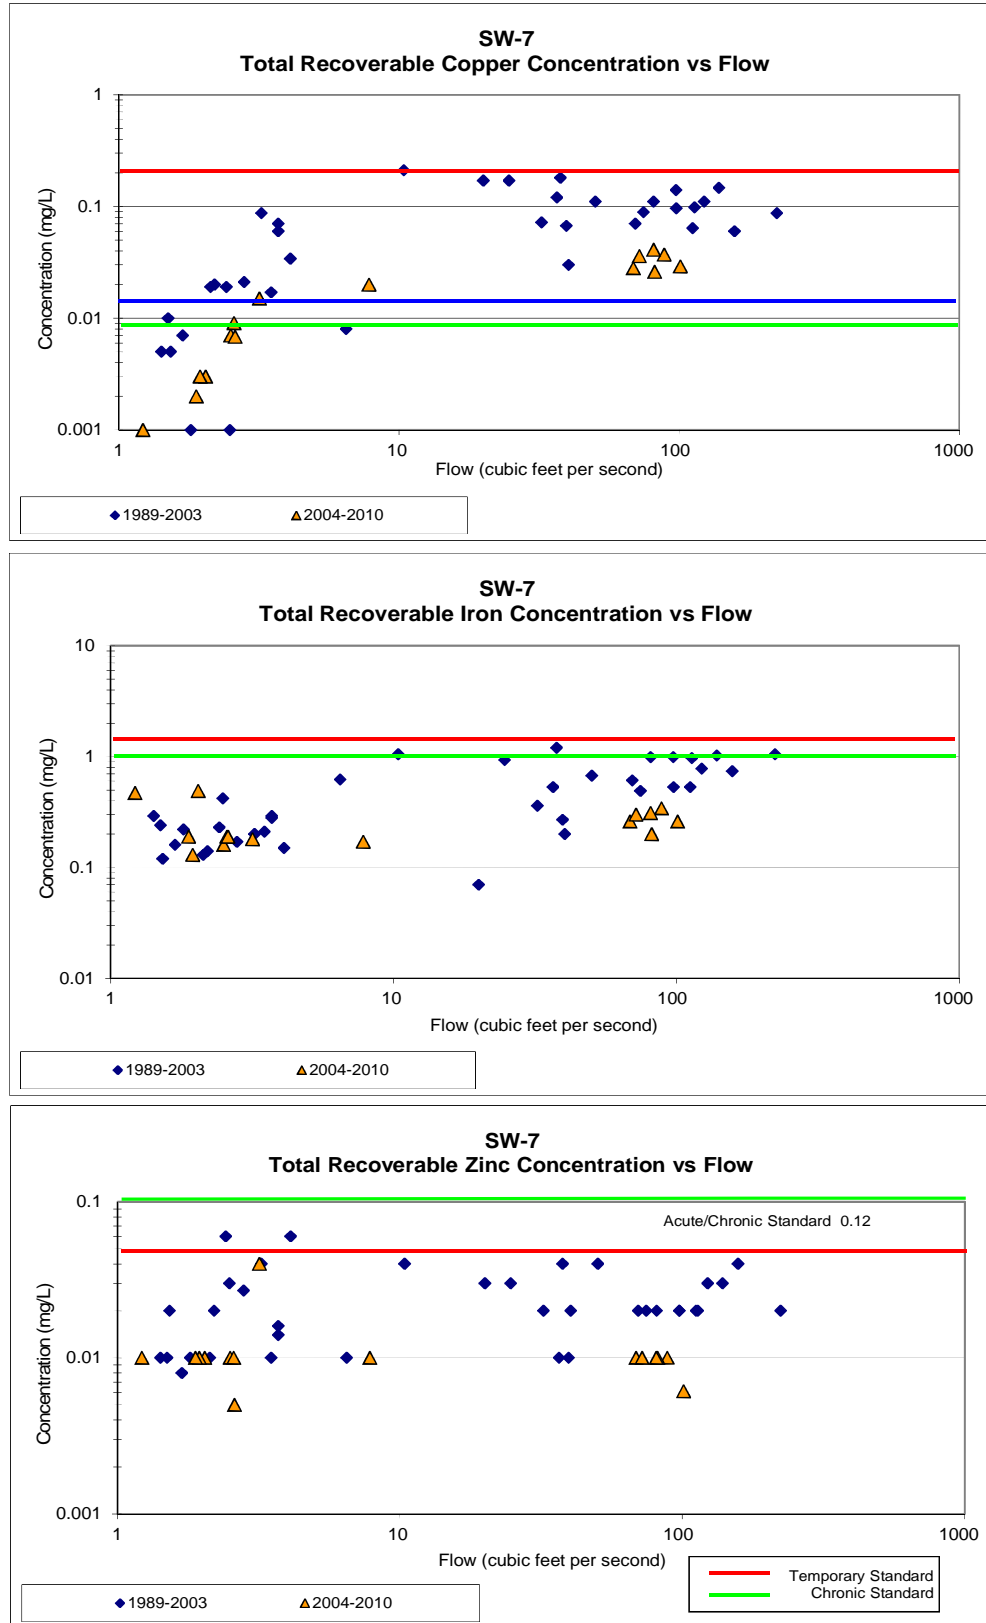 SW-7
Total Recoverable Copper Concentration vs Flow
1
0.1
0.01
0.001
Concentration (mg/L)
1 10 100 1000
Flow (cubic feet per second)
1989-2003 2004-2010
SW-7
Total Recoverable Iron Concentration vs Flow
10
1
0.1
0.01
Concentration (mg/L)
1 10 100 1000
Flow (cubic feet per second)
1989-2003 2004-2010
SW-7
Total Recoverable Zinc Concentration vs Flow
0.1
Acute/Chronic Standard 0.12
0.01
0.001
Concentration (mg/L)
1 10 100 1000
Flow (cubic feet per second)
Temporary Standard
Chronic Standard
1989-2003 2004-2010